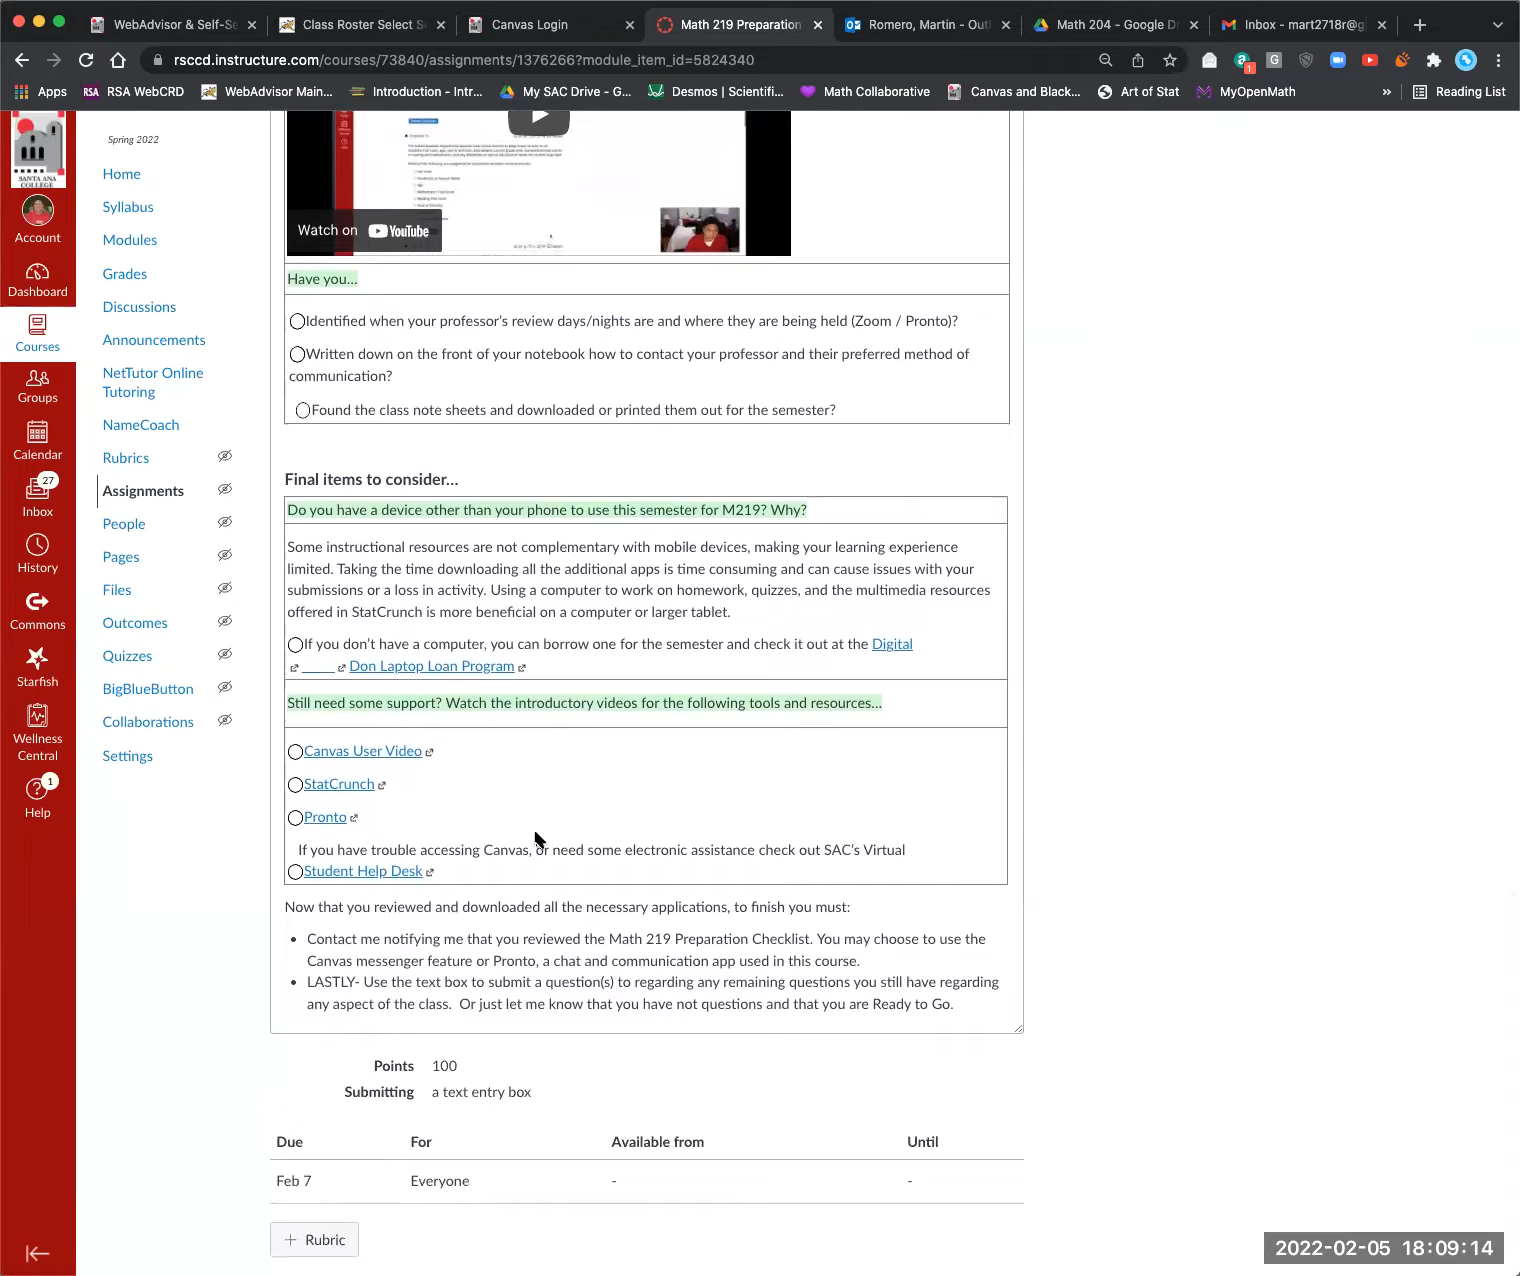 WebAdvisor & Self-Se
Class Roster Select S
Canvas Login
Math 219 Preparation
Romero, Martin - Out
Math 204 - Google Dr
Inbox - mart2718r@g
rsccd.instructure.com/courses/73840/assignments/1376266?module_item_id=5824340
Apps
RSA WebCRD
WebAdvisor Main...
Introduction - Intr...
My SAC Drive - G...
Desmos | Scientifi...
Math Collaborative
Canvas and Black...
Art of Stat
MyOpenMath
»
Reading List
SANTA ANA
COLLEGE
Account
Dashboard
Courses
Groups
Calendar
27
Inbox
History
Commons
Starfish
Wellness
Central
1
Help
Spring 2022
Home
Syllabus
Modules
Grades
Discussions
Announcements
NetTutor Online
Tutoring
NameCoach
Rubrics
Assignments
People
Pages
Files
Outcomes
Quizzes
BigBlueButton
Collaborations
Settings
Watch on YouTube
Have you...
Identified when your professor's review days/nights are and where they are being held (Zoom / Pronto)?
Written down on the front of your notebook how to contact your professor and their preferred method of
communication?
Found the class note sheets and downloaded or printed them out for the semester?
Final items to consider...
Do you have a device other than your phone to use this semester for M219? Why?
Some instructional resources are not complementary with mobile devices, making your learning experience
limited. Taking the time downloading all the additional apps is time consuming and can cause issues with your
submissions or a loss in activity. Using a computer to work on homework, quizzes, and the multimedia resources
offered in StatCrunch is more beneficial on a computer or larger tablet.
If you don't have a computer, you can borrow one for the semester and check it out at the Digital
Don Laptop Loan Program
Still need some support? Watch the introductory videos for the following tools and resources...
Canvas User Video
StatCrunch
Pronto
If you have trouble accessing Canvas, or need some electronic assistance check out SAC's Virtual
Student Help Desk
Now that you reviewed and downloaded all the necessary applications, to finish you must:
• Contact me notifying me that you reviewed the Math 219 Preparation Checklist. You may choose to use the
Canvas messenger feature or Pronto, a chat and communication app used in this course.
• LASTLY- Use the text box to submit a question(s) to regarding any remaining questions you still have regarding
any aspect of the class. Or just let me know that you have not questions and that you are Ready to Go.
Points 100
Submitting a text entry box
Due For Available from Until
Feb 7 Everyone - -
+ Rubric
2022-02-05 18:09:14